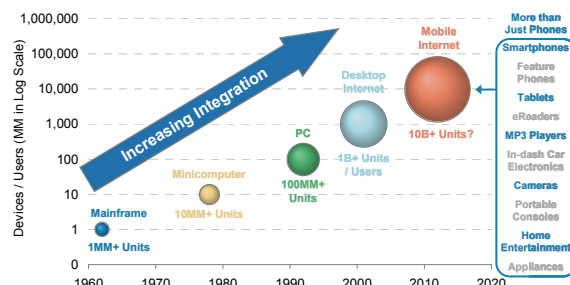 Devices / Users (MM in Log Scale)
1,000,000
100,000
10,000
1,000
100
10
1
0
1960
1970
1980
1990
2000
2010
2020
Increasing Integration
Mainframe
1MM+ Units
Minicomputer
10MM+ Units
PC
100MM+
Units
Desktop
Internet
1B+ Units
/ Users
Mobile
Internet
10B+ Units?
More than
Just Phones
Smartphones
Feature
Phones
Tablets
eReaders
MP3 Players
In-dash Car
Electronics
Cameras
Portable
Consoles
Home
Entertainment
Appliances